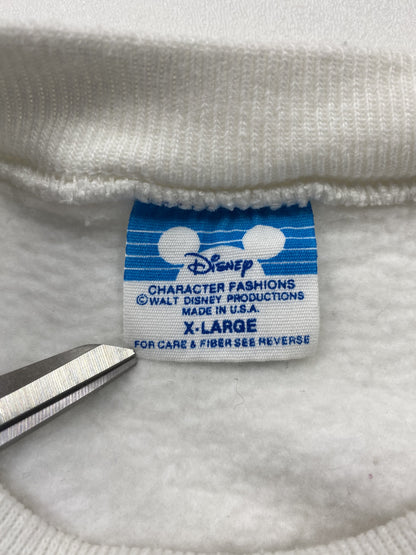 Disney
CHARACTER FASHIONS
©WALT DISNEY PRODUCTIONS
MADE IN U.S.A.
X-LARGE
FOR CARE & FIBER SEE REVERSE